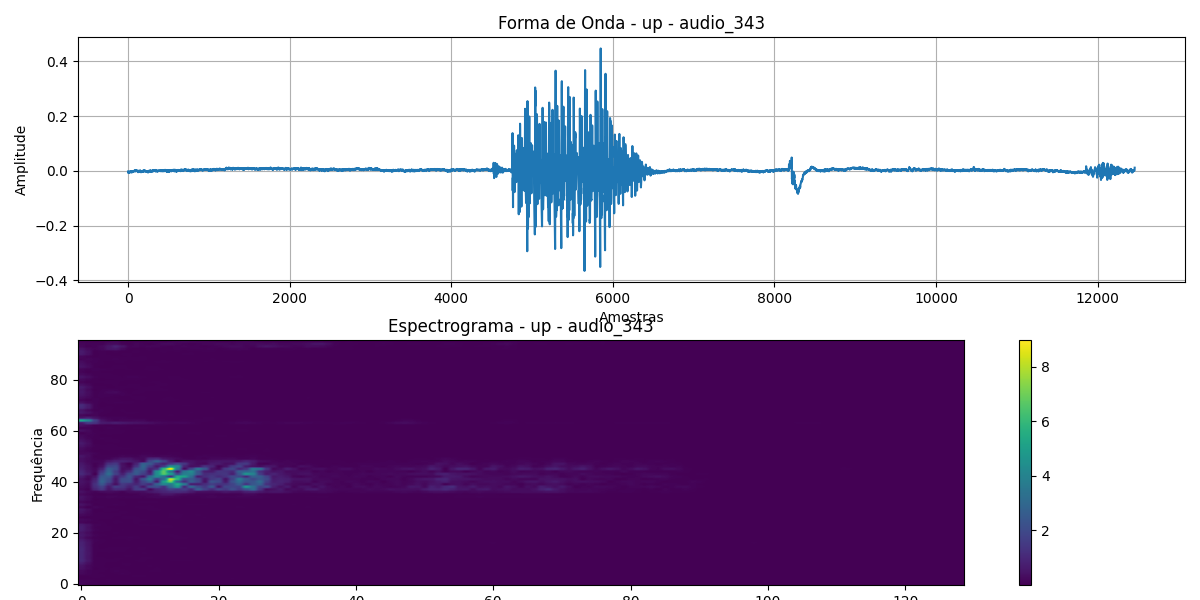 Forma de Onda - up - audio_343
Amplitude
0.4
0.2
0.0
−0.2
−0.4
0 2000 4000 6000 8000 10000 12000
Amostras
Espectrograma - up - audio_343
Frequência
80
60
40
20
0
0 20 40 60 80 100 120
8
6
4
2